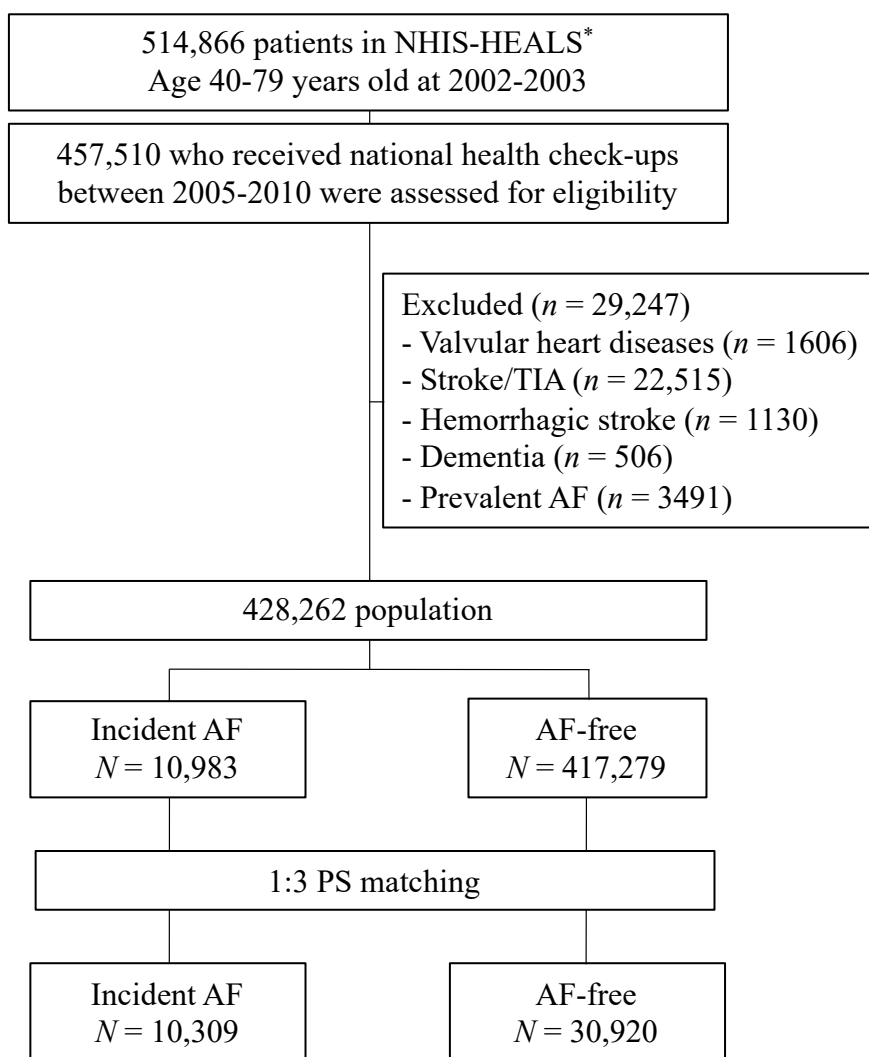 514,866 patients in NHIS-HEALS*
Age 40-79 years old at 2002-2003
457,510 who received national health check-ups
between 2005-2010 were assessed for eligibility
Excluded (n = 29,247)
- Valvular heart diseases (n = 1606)
- Stroke/TIA (n = 22,515)
- Hemorrhagic stroke (n = 1130)
- Dementia (n = 506)
- Prevalent AF (n = 3491)
428,262 population
Incident AF
N = 10,983
AF-free
N = 417,279
1:3 PS matching
Incident AF
N = 10,309
AF-free
N = 30,920